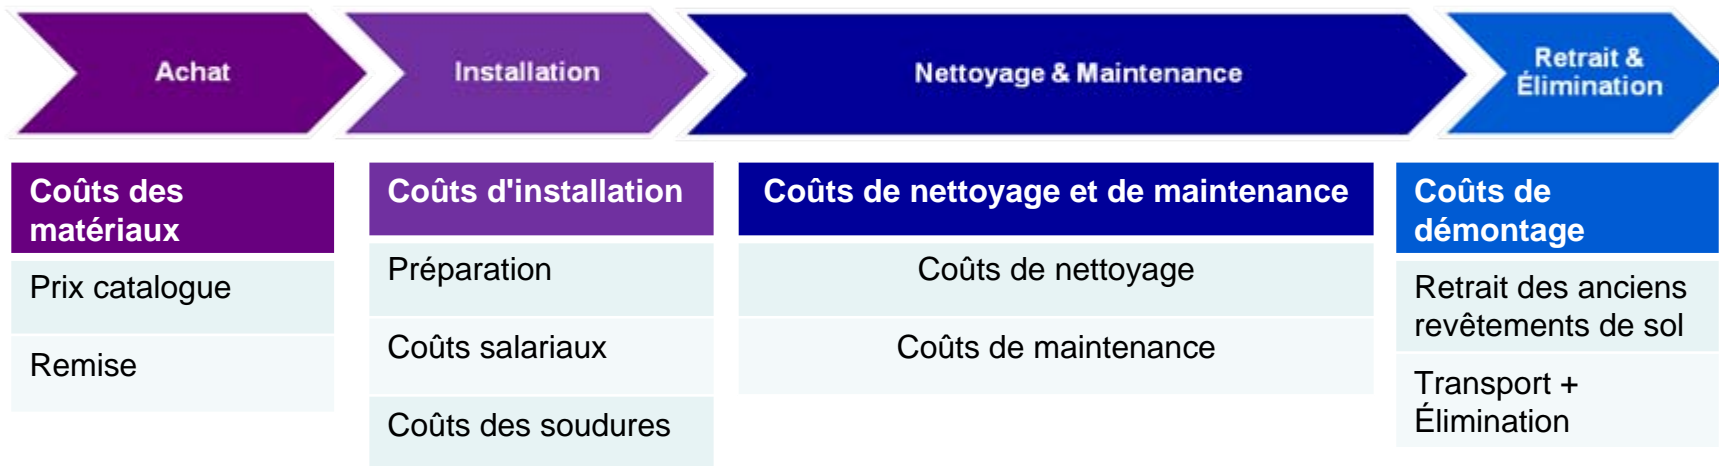 Achat
Installation
Nettoyage & Maintenance
Retrait &
Élimination
Coûts des
matériaux
Prix catalogue
Remise
Coûts d'installation
Préparation
Coûts salariaux
Coûts des soudures
Coûts de nettoyage et de maintenance
Coûts de nettoyage
Coûts de maintenance
Coûts de
démontage
Retrait des anciens
revêtements de sol
Transport +
Élimination